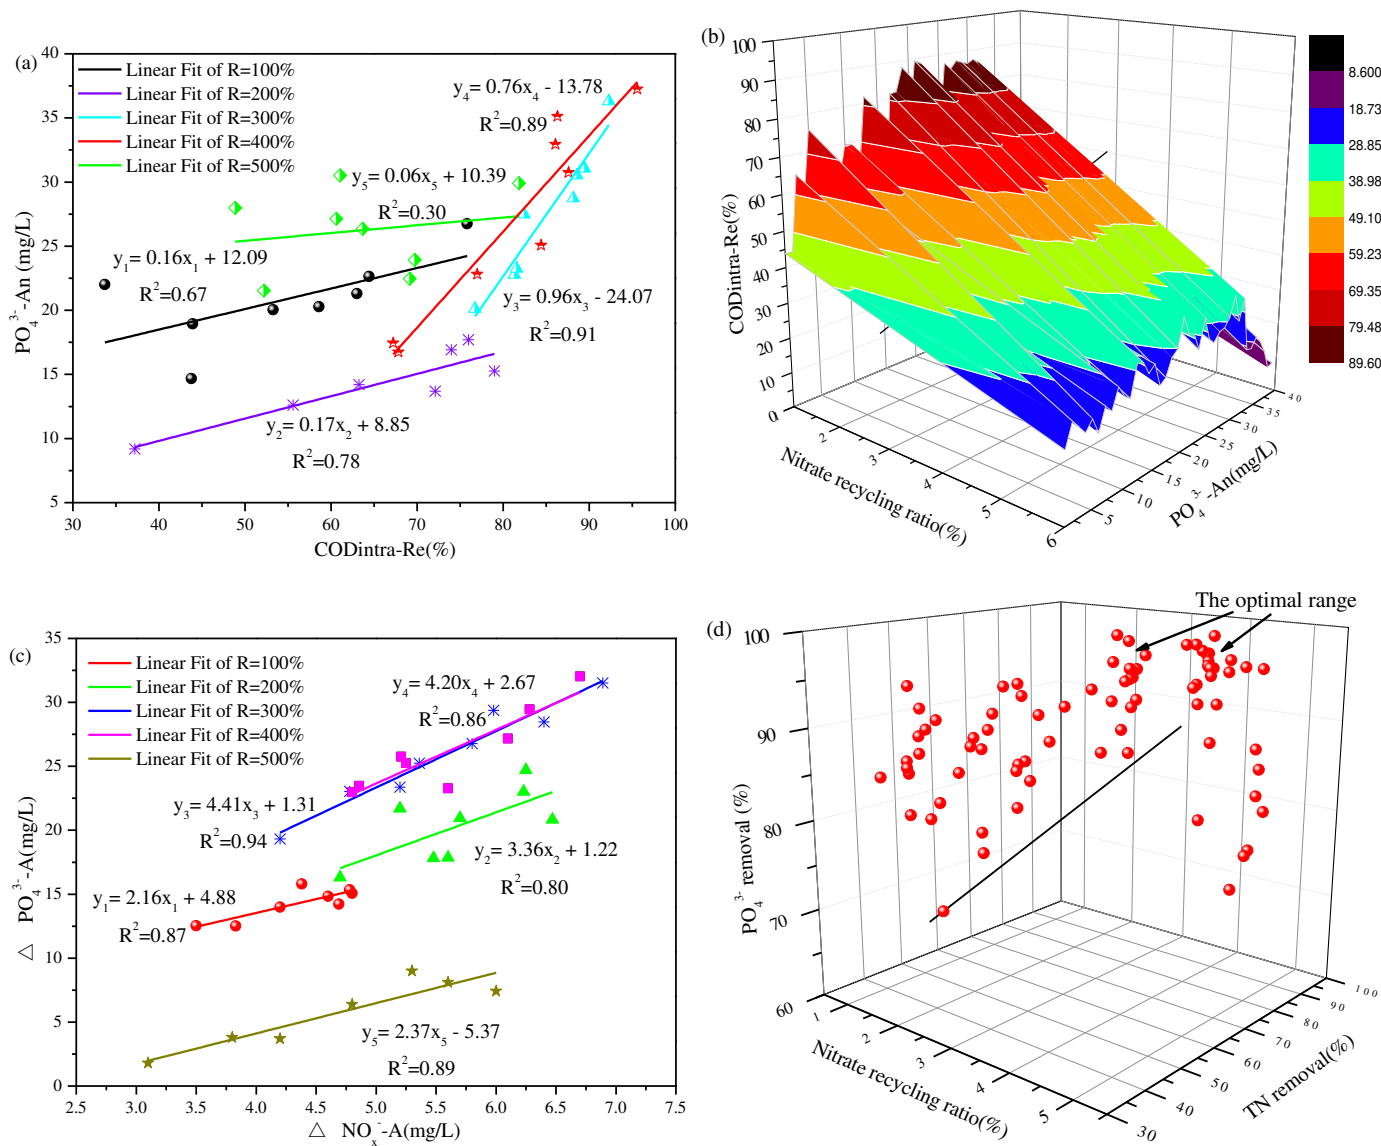 (a)
Linear Fit of R=100%
Linear Fit of R=200%
Linear Fit of R=300%
Linear Fit of R=400%
Linear Fit of R=500%
y₄= 0.76x₄ - 13.78
R²=0.89
y₅= 0.06x₅ + 10.39
R²=0.30
y₁= 0.16x₁ + 12.09
R²=0.67
y₃= 0.96x₃ - 24.07
R²=0.91
y₂= 0.17x₂ + 8.85
R²=0.78
40
35
30
25
20
15
10
5
PO₄³⁻-An (mg/L)
30 40 50 60 70 80 90 100
CODintra-Re(%)
(b)
100
90
80
70
60
50
40
30
20
10
0
CODintra-Re(%)
2
3
4
5
6
Nitrate recycling ratio(%)
5
10
15
20
25
30
35
40
PO₄³⁻-An(mg/L)
8.600
18.73
28.85
38.98
49.10
59.23
69.35
79.48
89.60
(c)
Linear Fit of R=100%
Linear Fit of R=200%
Linear Fit of R=300%
Linear Fit of R=400%
Linear Fit of R=500%
y₄= 4.20x₄ + 2.67
R²=0.86
y₃= 4.41x₃ + 1.31
R²=0.94
y₂= 3.36x₂ + 1.22
R²=0.80
y₁= 2.16x₁ + 4.88
R²=0.87
y₅= 2.37x₅ - 5.37
R²=0.89
35
30
25
20
15
10
5
0
△ PO₄³⁻-A(mg/L)
2.5 3.0 3.5 4.0 4.5 5.0 5.5 6.0 6.5 7.0 7.5
△ NOₓ⁻-A(mg/L)
(d)
The optimal range
100
90
80
70
60
PO₄³⁻ removal (%)
1
2
3
4
5
Nitrate recycling ratio(%)
30
40
50
60
70
80
90
100
TN removal(%)